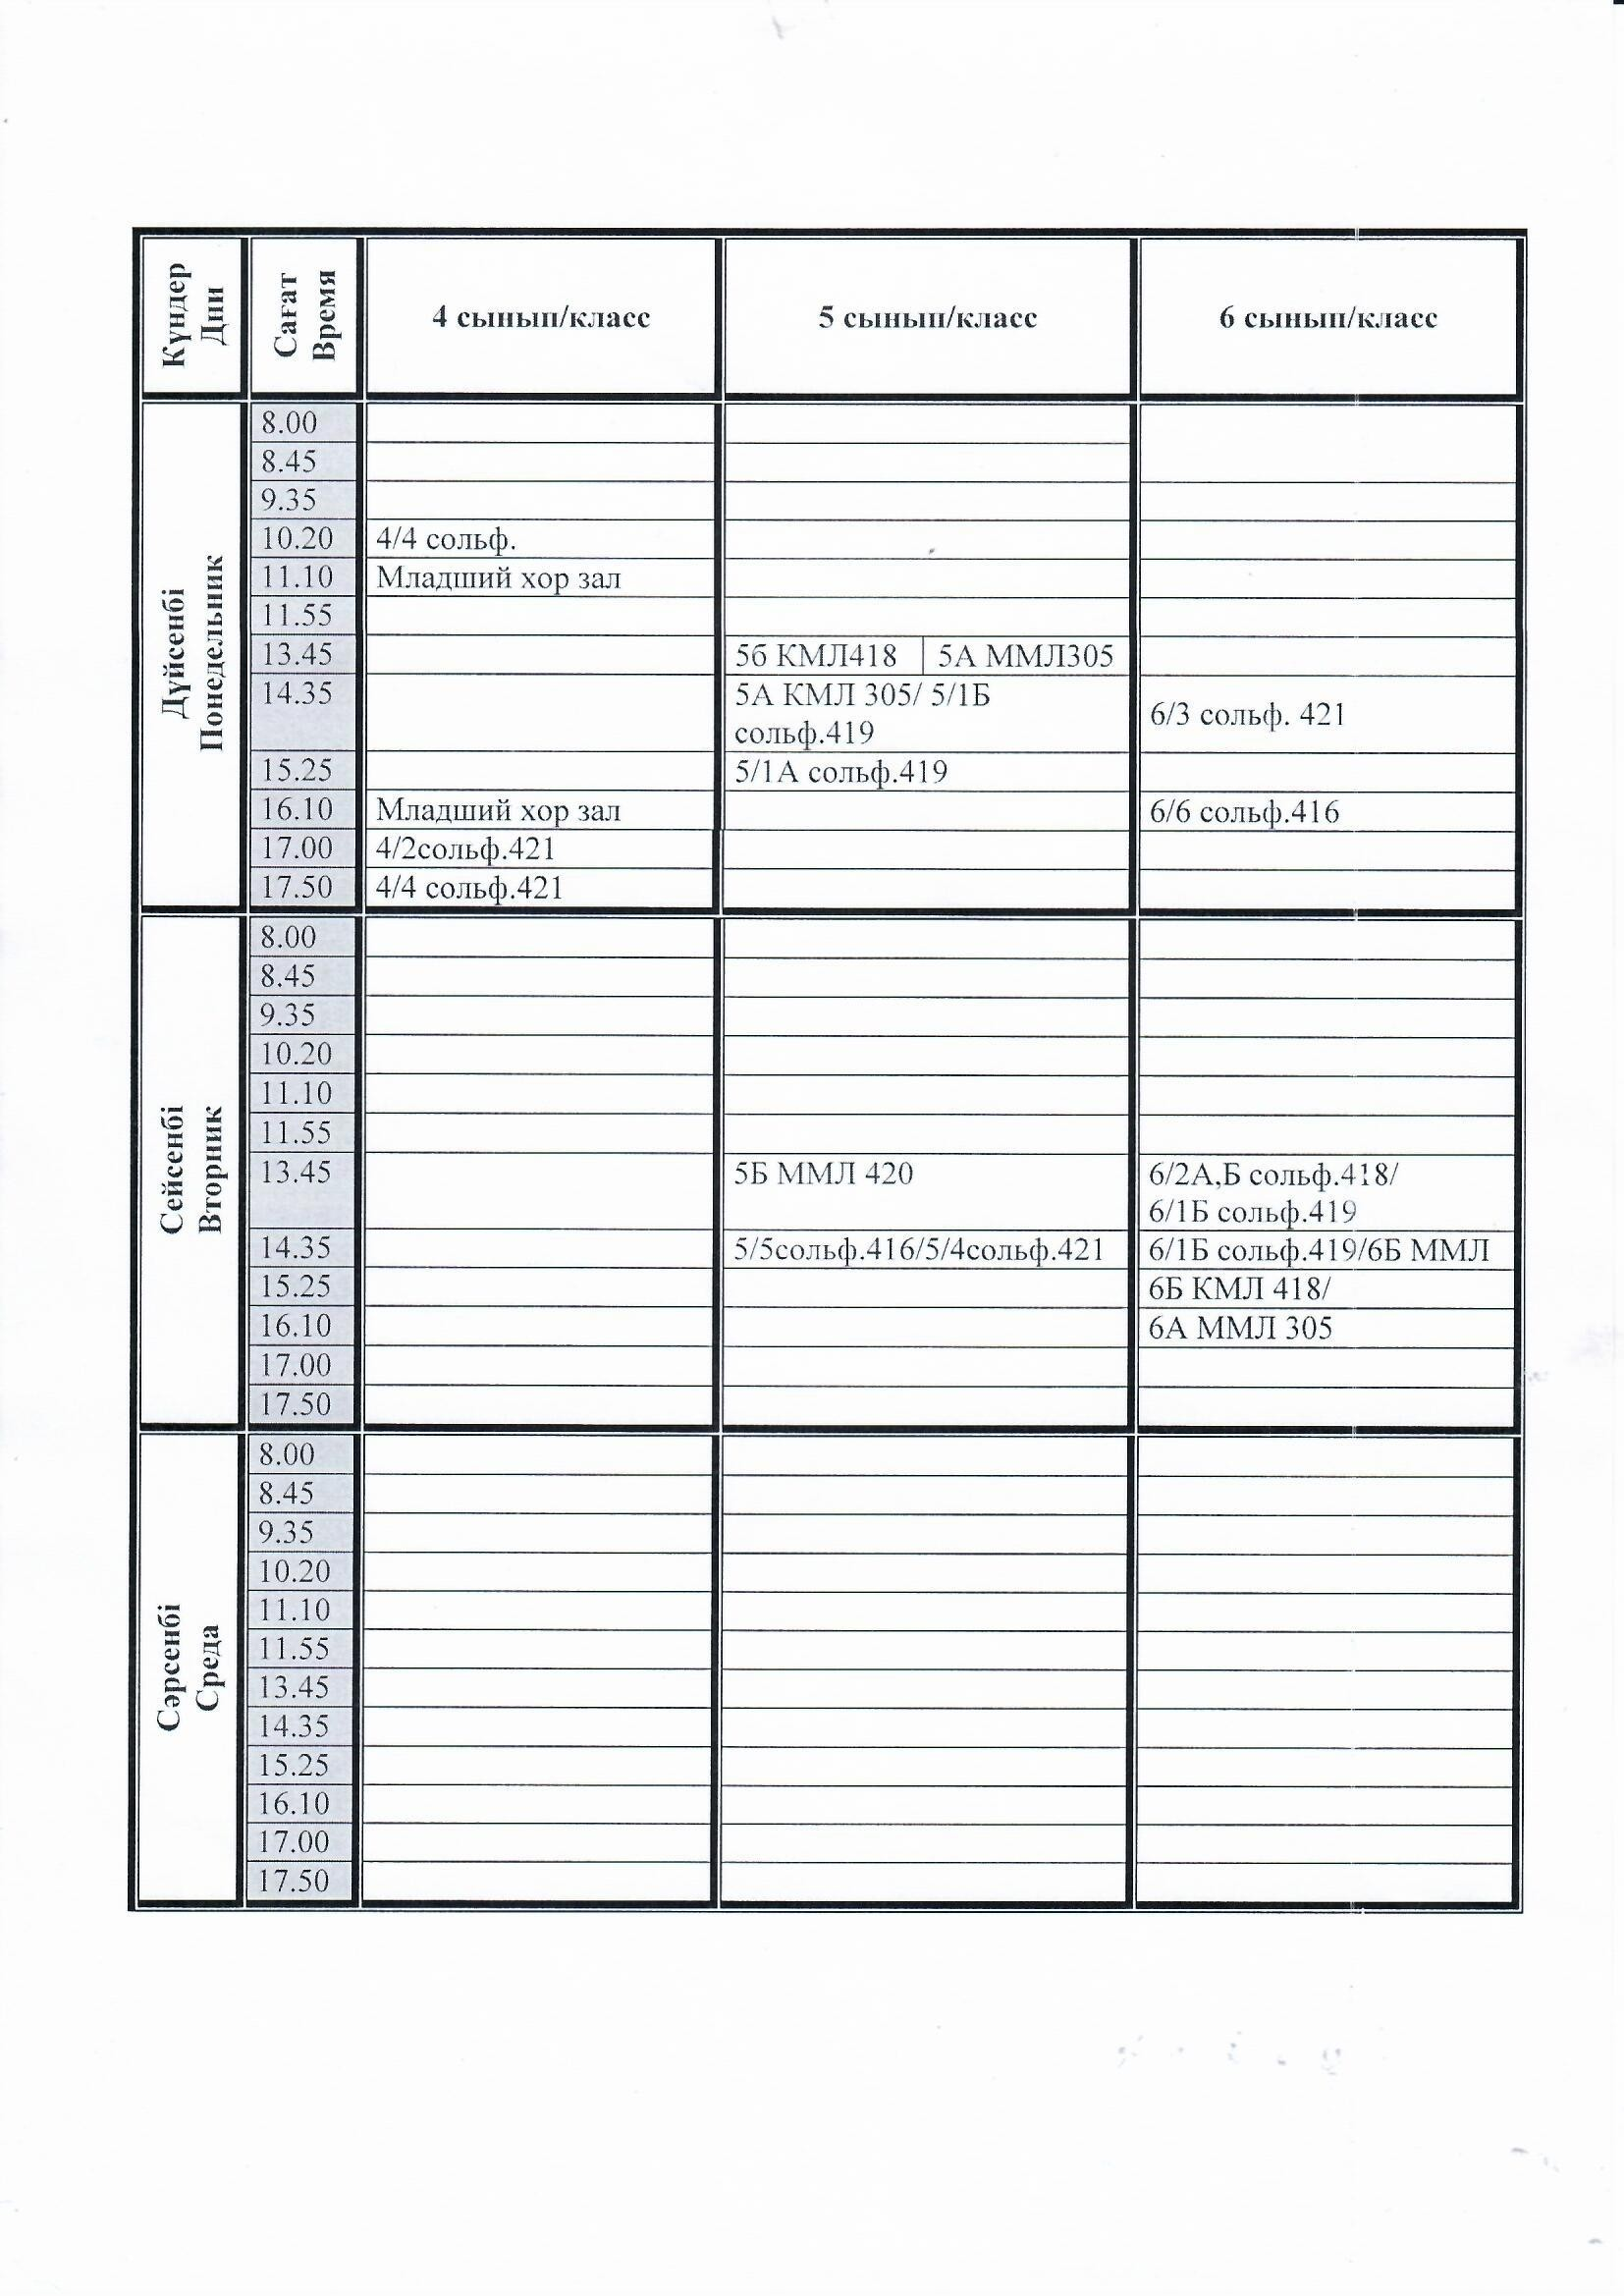 Күндер
Дни
Сағат
Время
4 сынып/класс
5 сынып/класс
6 сынып/класс
Дүйсенбі
Понедельник
8.00
8.45
9.35
10.20 4/4 сольф.
11.10 Младший хор зал
11.55
13.45 5б КМЛ418 5А ММЛ305
14.35 5А КМЛ 305/ 5/1Б
сольф.419
6/3 сольф. 421
15.25 5/1А сольф.419
16.10 Младший хор зал 6/6 сольф.416
17.00 4/2сольф.421
17.50 4/4 сольф.421
Сейсенбі
Вторник
8.00
8.45
9.35
10.20
11.10
11.55
13.45 5Б ММЛ 420 6/2А,Б сольф.418/
6/1Б сольф.419
14.35 5/5сольф.416/5/4сольф.421 6/1Б сольф.419/6Б ММЛ
15.25 6Б КМЛ 418/
16.10 6А ММЛ 305
17.00
17.50
Сәрсенбі
Среда
8.00
8.45
9.35
10.20
11.10
11.55
13.45
14.35
15.25
16.10
17.00
17.50